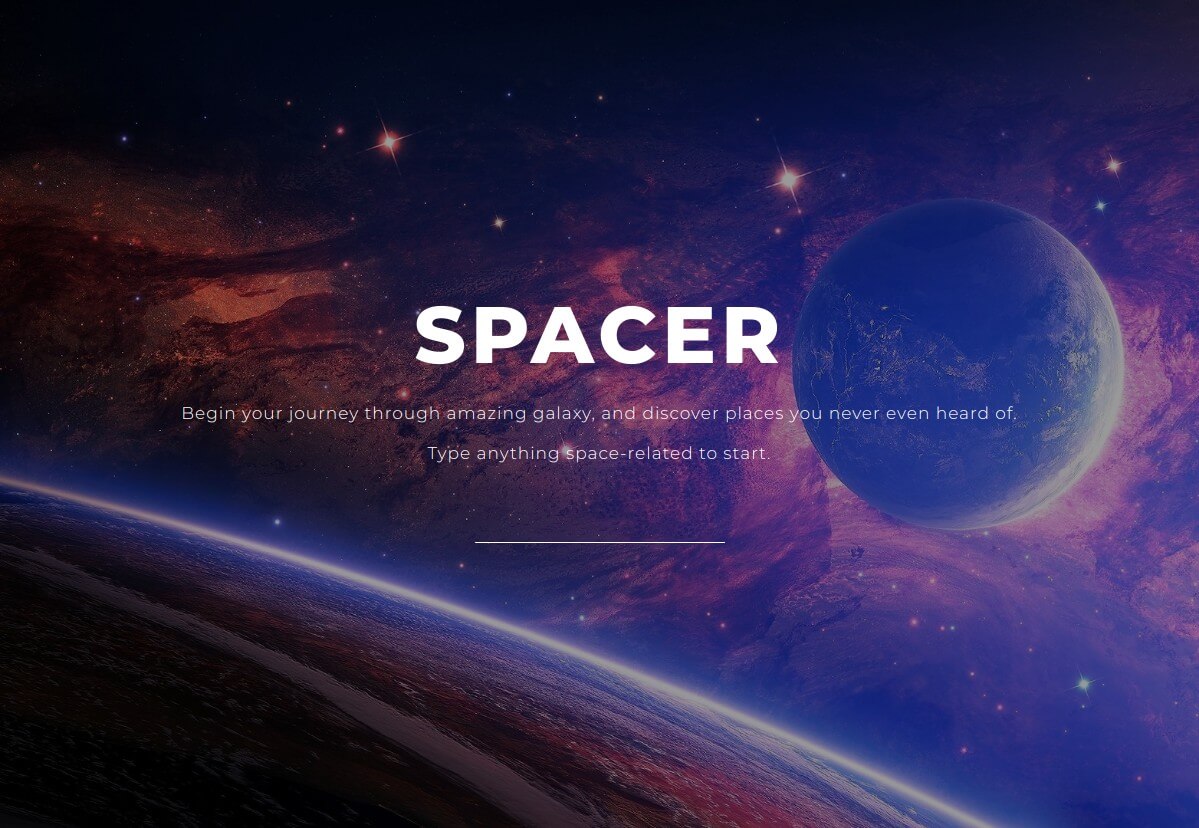 SPACER
Begin your journey through amazing galaxy, and discover places you never even heard of.
Type anything space-related to start.